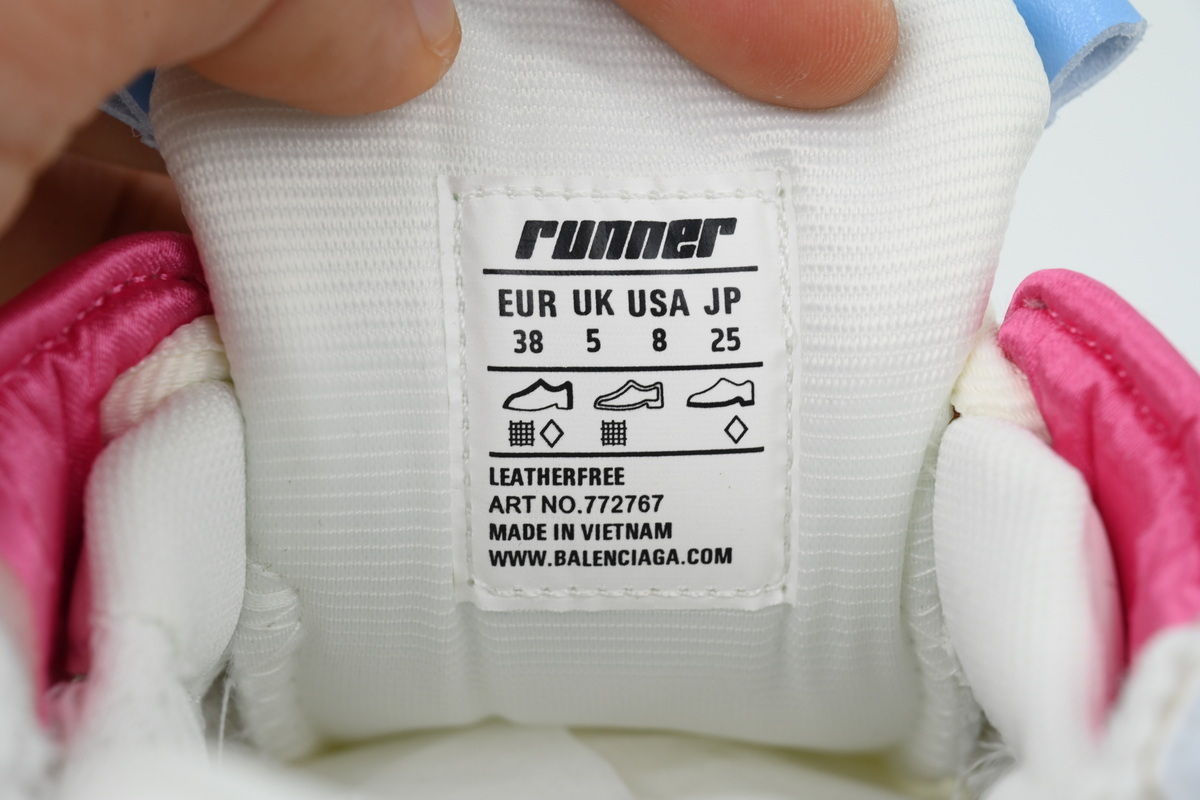 runner
EUR UK USA JP
38 5 8 25
LEATHERFREE
ART NO.772767
MADE IN VIETNAM
WWW.BALENCIAGA.COM